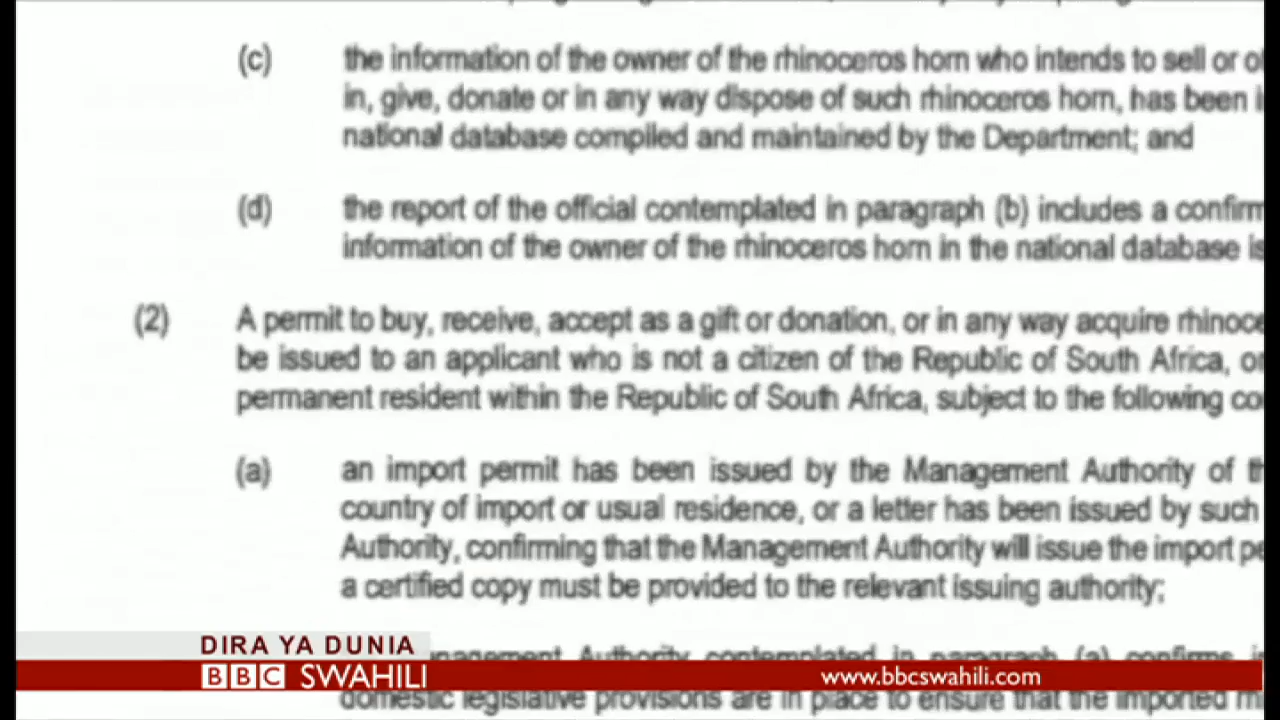 (c) the information of the owner of the rhinoceros horn who intends to sell or
in, give, donate or in any way dispose of such rhinoceros horn, has been
national database compiled and maintained by the Department; and
(d) the report of the official contemplated in paragraph (b) includes a
information of the owner of the rhinoceros horn in the national database
(2) A permit to buy, receive, accept as a gift or donation, or in any way acquire
be issued to an applicant who is not a citizen of the Republic of South Africa,
permanent resident within the Republic of South Africa, subject to the following
(a) an import permit has been issued by the Management Authority of
country of import or usual residence, or a letter has been issued by such
Authority, confirming that the Management Authority will issue the import
a certified copy must be provided to the relevant issuing authority;
DIRA YA DUNIA
Authority contemplated in paragraph (a) confirms
BBC SWAHILI
www.bbcswahili.com
domestic legislative provisions are in place to ensure that the imported